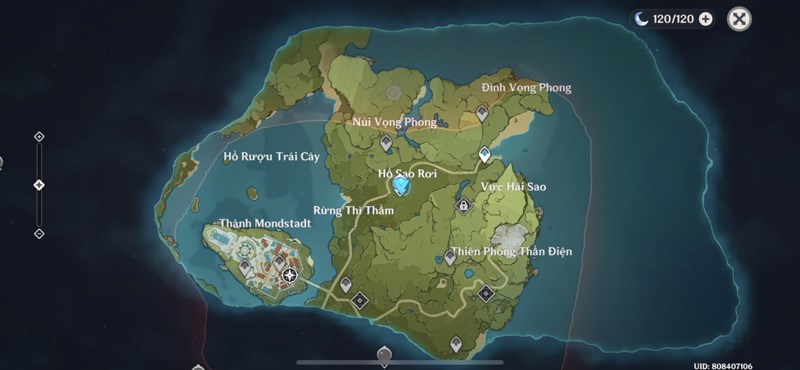 120/120
Đỉnh Vọng Phong
Núi Vọng Phong
Hồ Rượu Trái Cây
Hồ Sao Rơi
Vực Hái Sao
Rừng Thì Thầm
Thành Mondstadt
Thiên Phong Thần Điện
UID: 808407106